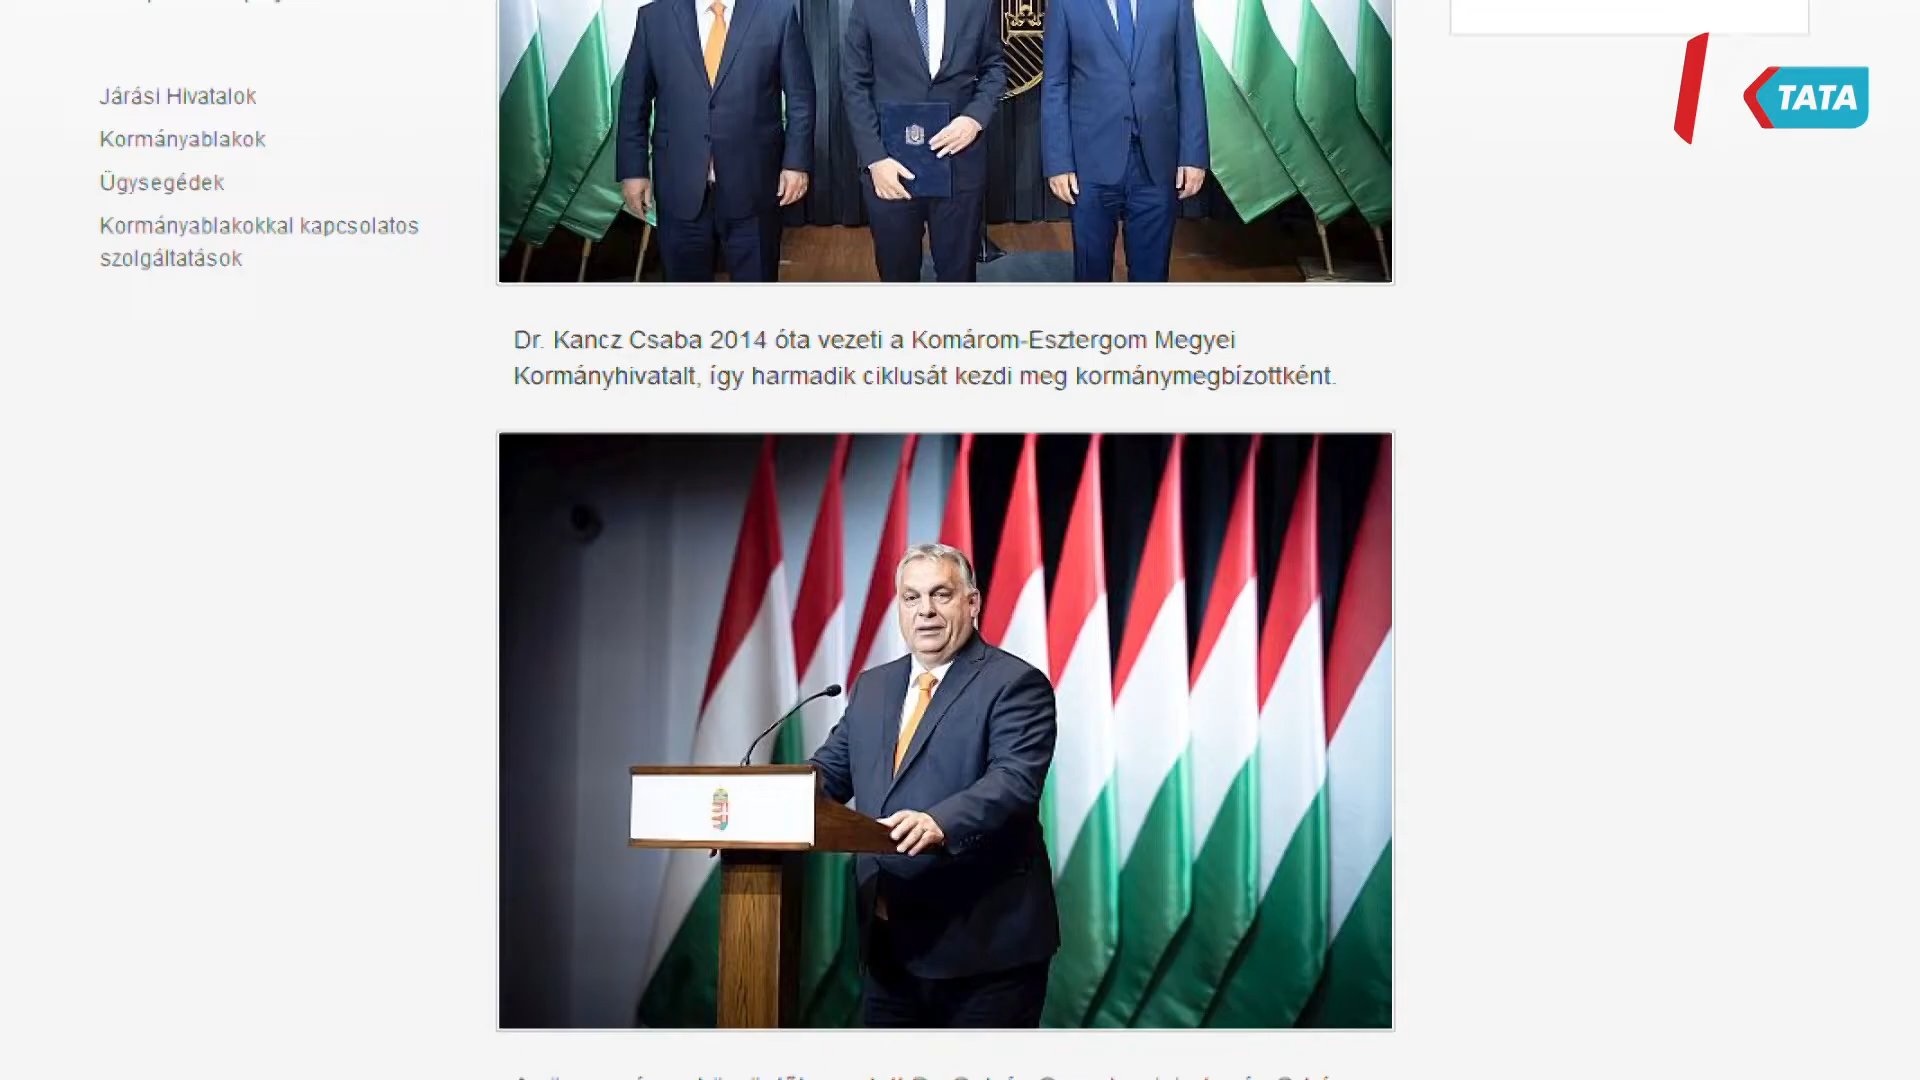 Járási Hivatalok
Kormányablakok
Ügysegédek
Kormányablakokkal kapcsolatos
szolgáltatások
TATA
Dr. Kancz Csaba 2014 óta vezeti a Komárom-Esztergom Megyei
Kormányhivatalt, így harmadik ciklusát kezdi meg kormánymegbízottként.